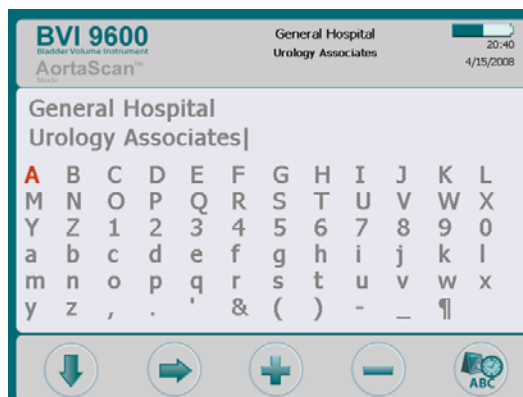 BVI 9600
Bladder Volume Instrument
AortaScan™
Mode
General Hospital
Urology Associates
20:40
4/15/2008
General Hospital
Urology Associates|
A B C D E F G H I J K L
M N O P Q R S T U V W X
Y Z 1 2 3 4 5 6 7 8 9 0
a b c d e f g h i j k l
m n o p q r s t u v w x
y z , . ' & ( ) - _ ¶
ABC